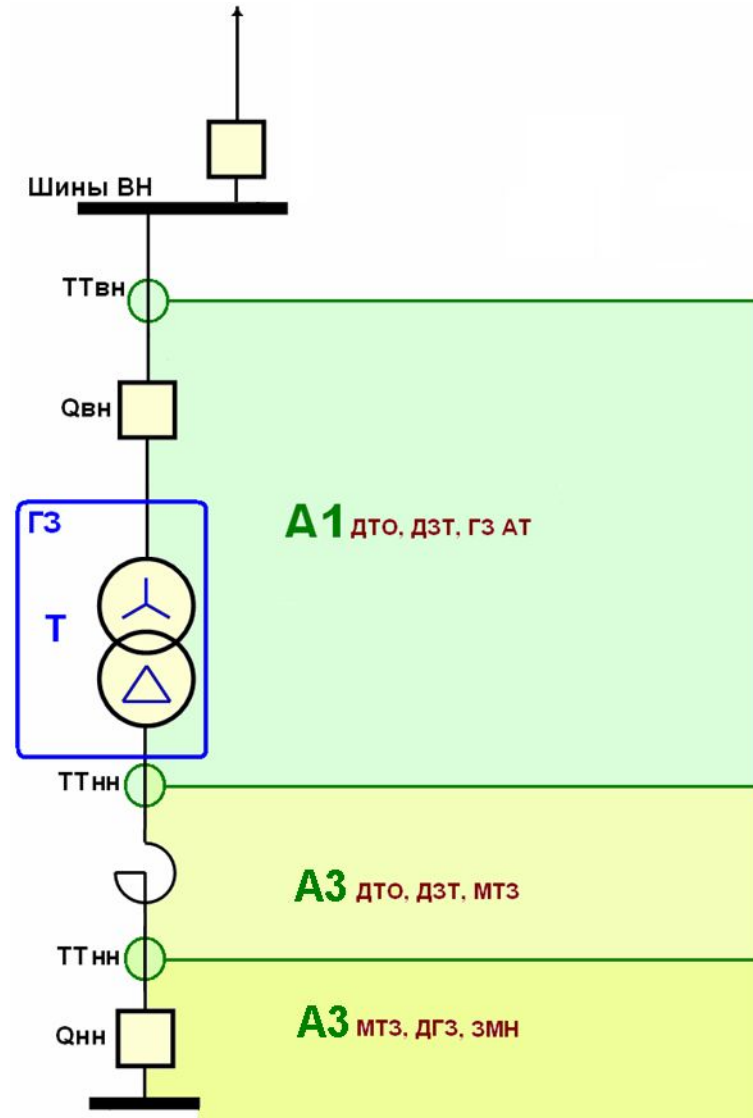 Шины ВН
ТТвн
Qвн
ГЗ
А1 ДТО, ДЗТ, ГЗ АТ
Т
ТТнн
А3 ДТО, ДЗТ, МТЗ
ТТнн
А3 МТЗ, ДГЗ, ЗМН
Qнн